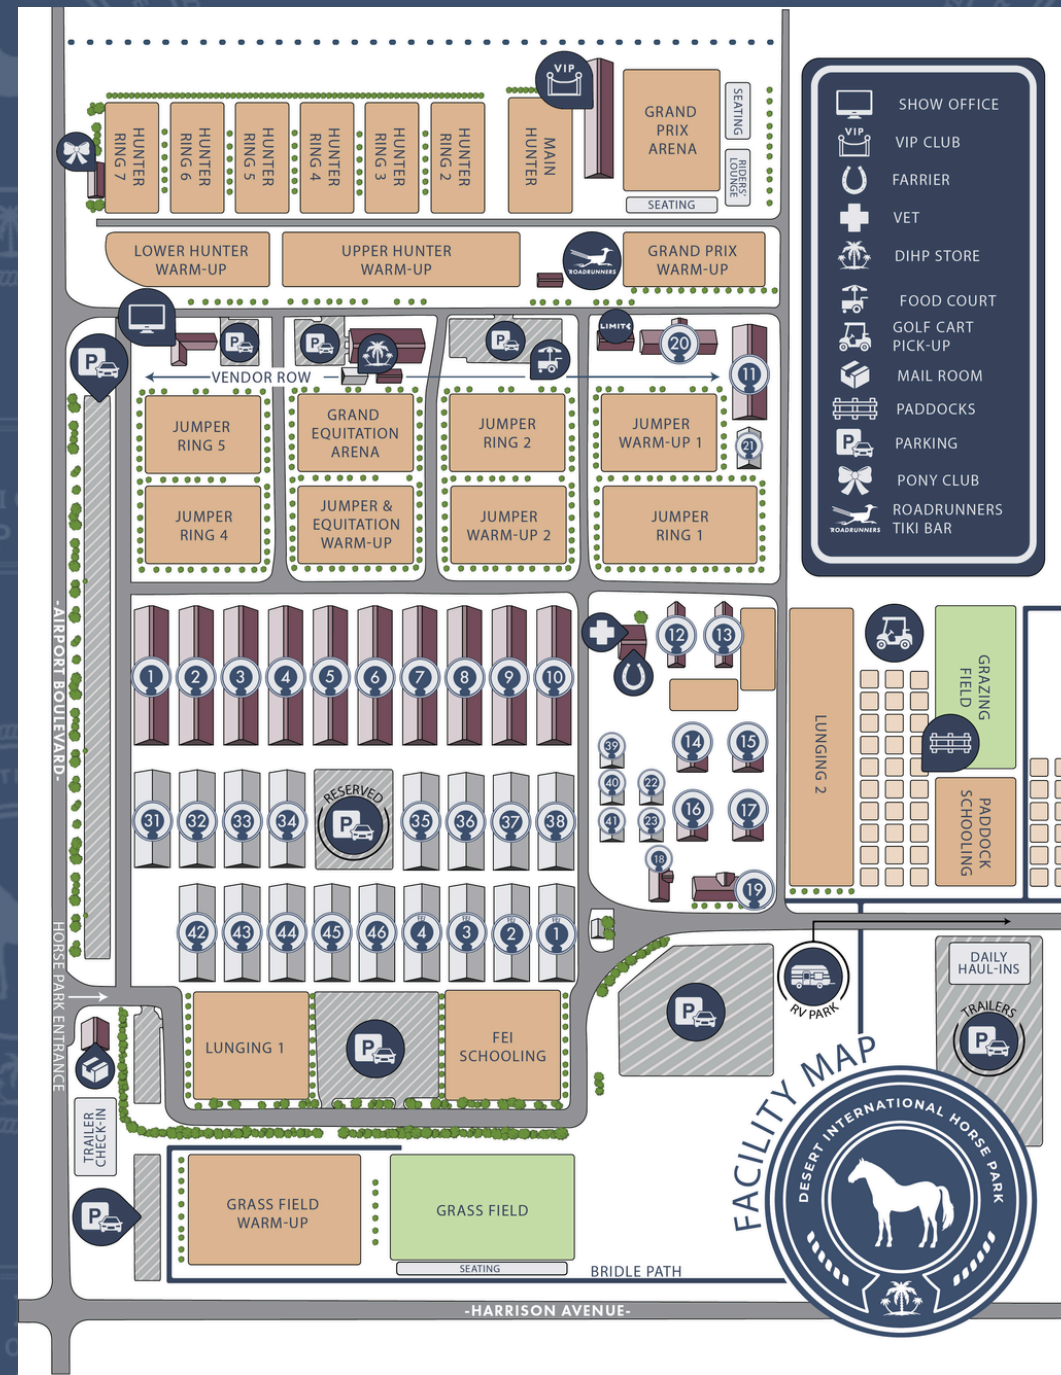 VIP
HUNTER
RING 7
HUNTER
RING 6
HUNTER
RING 5
HUNTER
RING 4
HUNTER
RING 3
HUNTER
RING 2
MAIN
HUNTER
GRAND
PRIX
ARENA
SEATING
RIDERS'
LOUNGE
SEATING
LOWER HUNTER
WARM-UP
UPPER HUNTER
WARM-UP
ROADRUNNERS
GRAND PRIX
WARM-UP
SHOW OFFICE
VIP
VIP CLUB
FARRIER
VET
DIHP STORE
FOOD COURT
GOLF CART
PICK-UP
MAIL ROOM
PADDOCKS
P
PARKING
PONY CLUB
ROADRUNNERS
ROADRUNNERS
TIKI BAR
P
P
P
P
LIMITE
20
11
21
VENDOR ROW
JUMPER
RING 5
GRAND
EQUITATION
ARENA
JUMPER
RING 2
JUMPER
WARM-UP 1
JUMPER
RING 4
JUMPER &
EQUITATION
WARM-UP
JUMPER
WARM-UP 2
JUMPER
RING 1
-AIRPORT BOULEVARD-
1
2
3
4
5
6
7
8
9
10
12
13
14
15
16
17
18
19
39
40
41
22
23
LUNGING 2
GRAZING
FIELD
PADDOCK
SCHOOLING
31
32
33
34
RESERVED
P
35
36
37
38
42
43
44
45
46
FEI
4
FEI
3
FEI
2
FEI
1
HORSE PARK ENTRANCE
LUNGING 1
P
FEI
SCHOOLING
P
RV PARK
DAILY
HAUL-INS
TRAILERS
P
TRAILER
CHECK-IN
P
GRASS FIELD
WARM-UP
GRASS FIELD
SEATING
BRIDLE PATH
-HARRISON AVENUE-
FACILITY MAP
DESERT INTERNATIONAL HORSE PARK